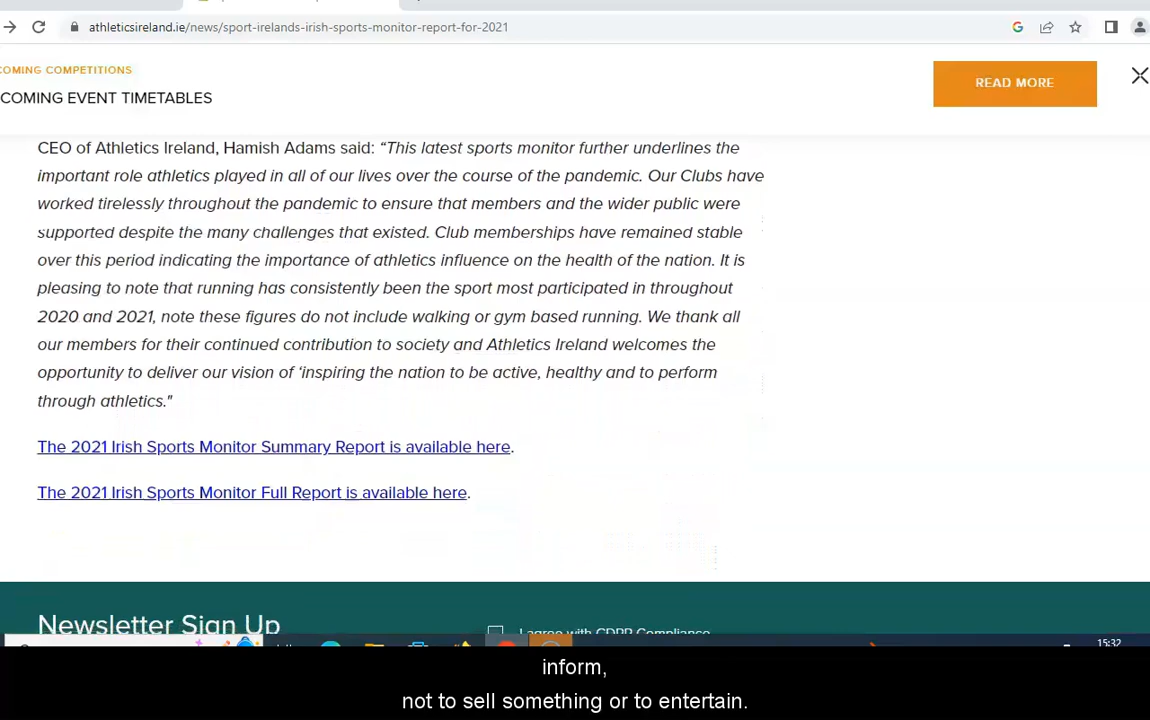 athleticsireland.ie/news/sport-irelands-irish-sports-monitor-report-for-2021
COMING COMPETITIONS
COMING EVENT TIMETABLES
READ MORE
CEO of Athletics Ireland, Hamish Adams said: “This latest sports monitor further underlines the
important role athletics played in all of our lives over the course of the pandemic. Our Clubs have
worked tirelessly throughout the pandemic to ensure that members and the wider public were
supported despite the many challenges that existed. Club memberships have remained stable
over this period indicating the importance of athletics influence on the health of the nation. It is
pleasing to note that running has consistently been the sport most participated in throughout
2020 and 2021, note these figures do not include walking or gym based running. We thank all
our members for their continued contribution to society and Athletics Ireland welcomes the
opportunity to deliver our vision of ‘inspiring the nation to be active, healthy and to perform
through athletics."
The 2021 Irish Sports Monitor Summary Report is available here.
The 2021 Irish Sports Monitor Full Report is available here.
Newsletter Sign Up
I agree with GDPR Compliance
15:32
inform,
not to sell something or to entertain.